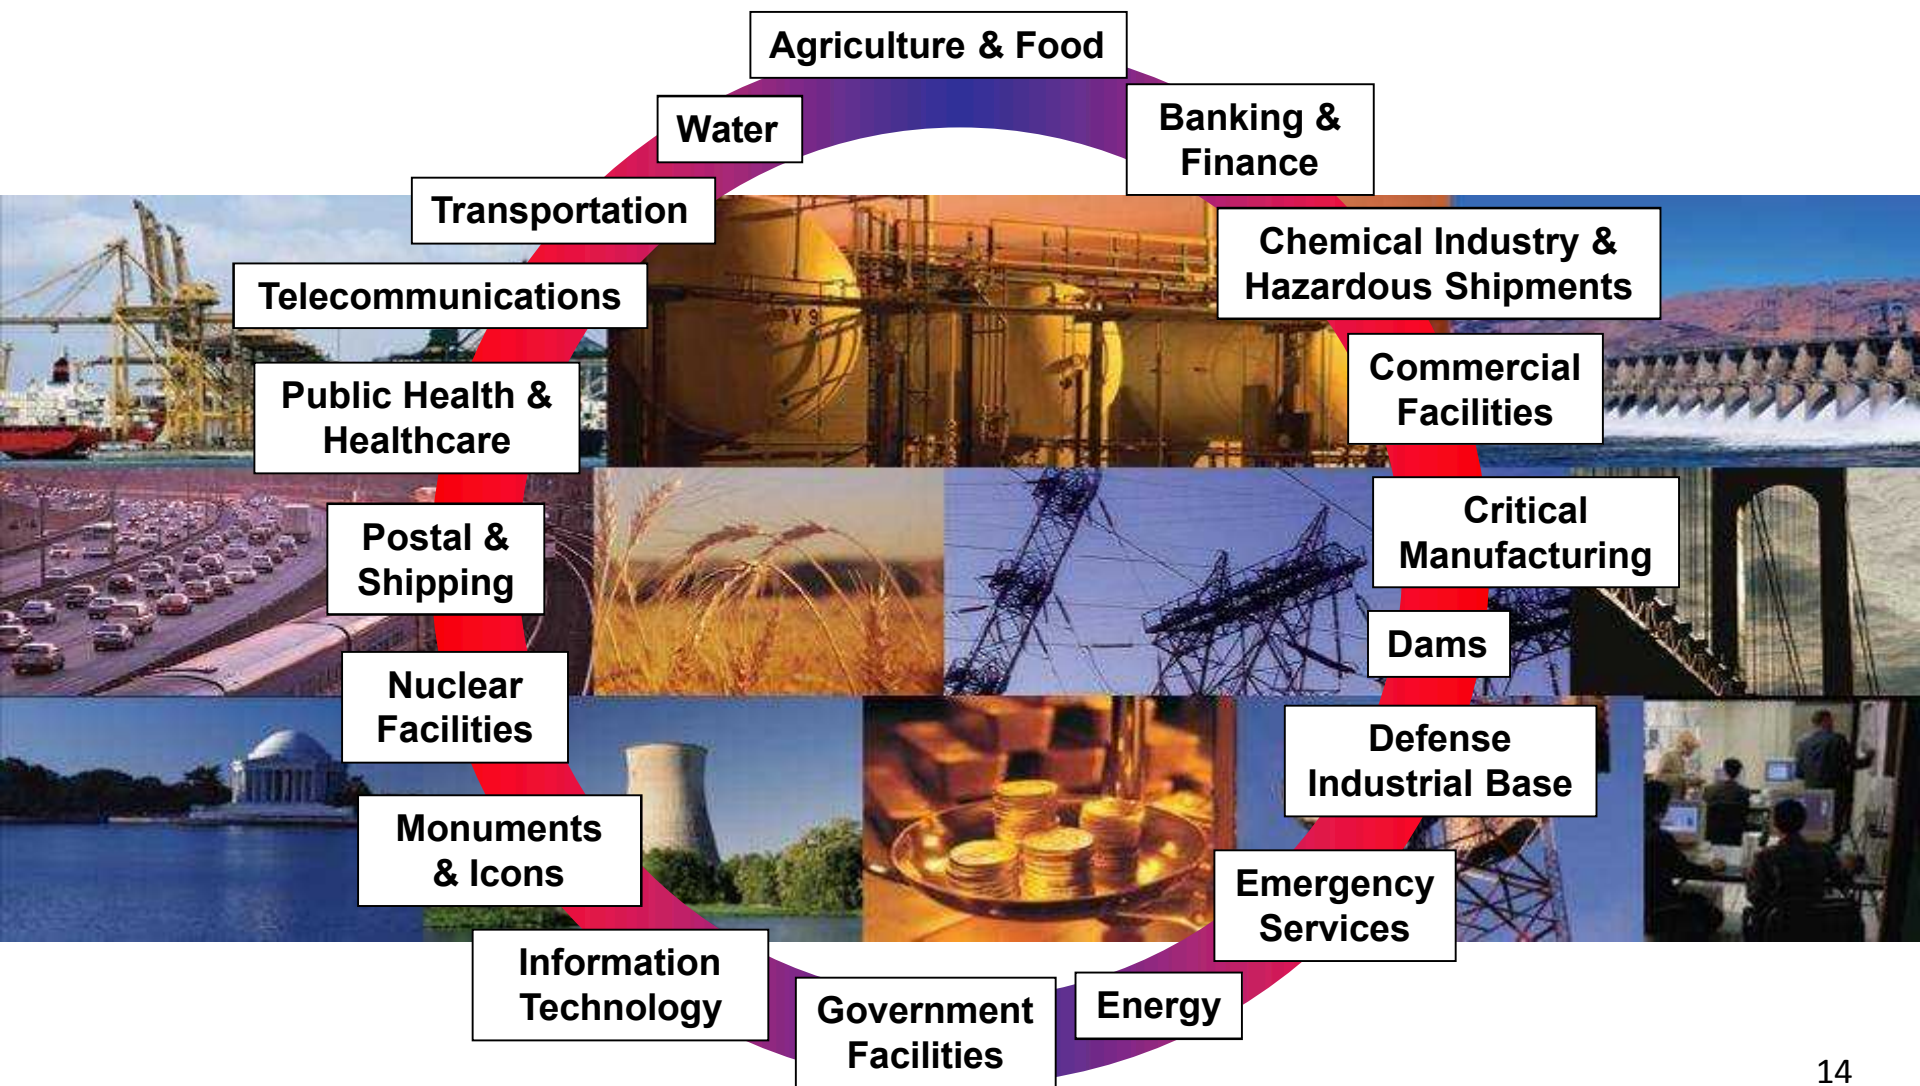 Agriculture & Food
Banking &
Finance
Chemical Industry &
Hazardous Shipments
Commercial
Facilities
Critical
Manufacturing
Dams
Defense
Industrial Base
Emergency
Services
Energy
Government
Facilities
Information
Technology
Monuments
& Icons
Nuclear
Facilities
Postal &
Shipping
Public Health &
Healthcare
Telecommunications
Transportation
Water
V 9
14